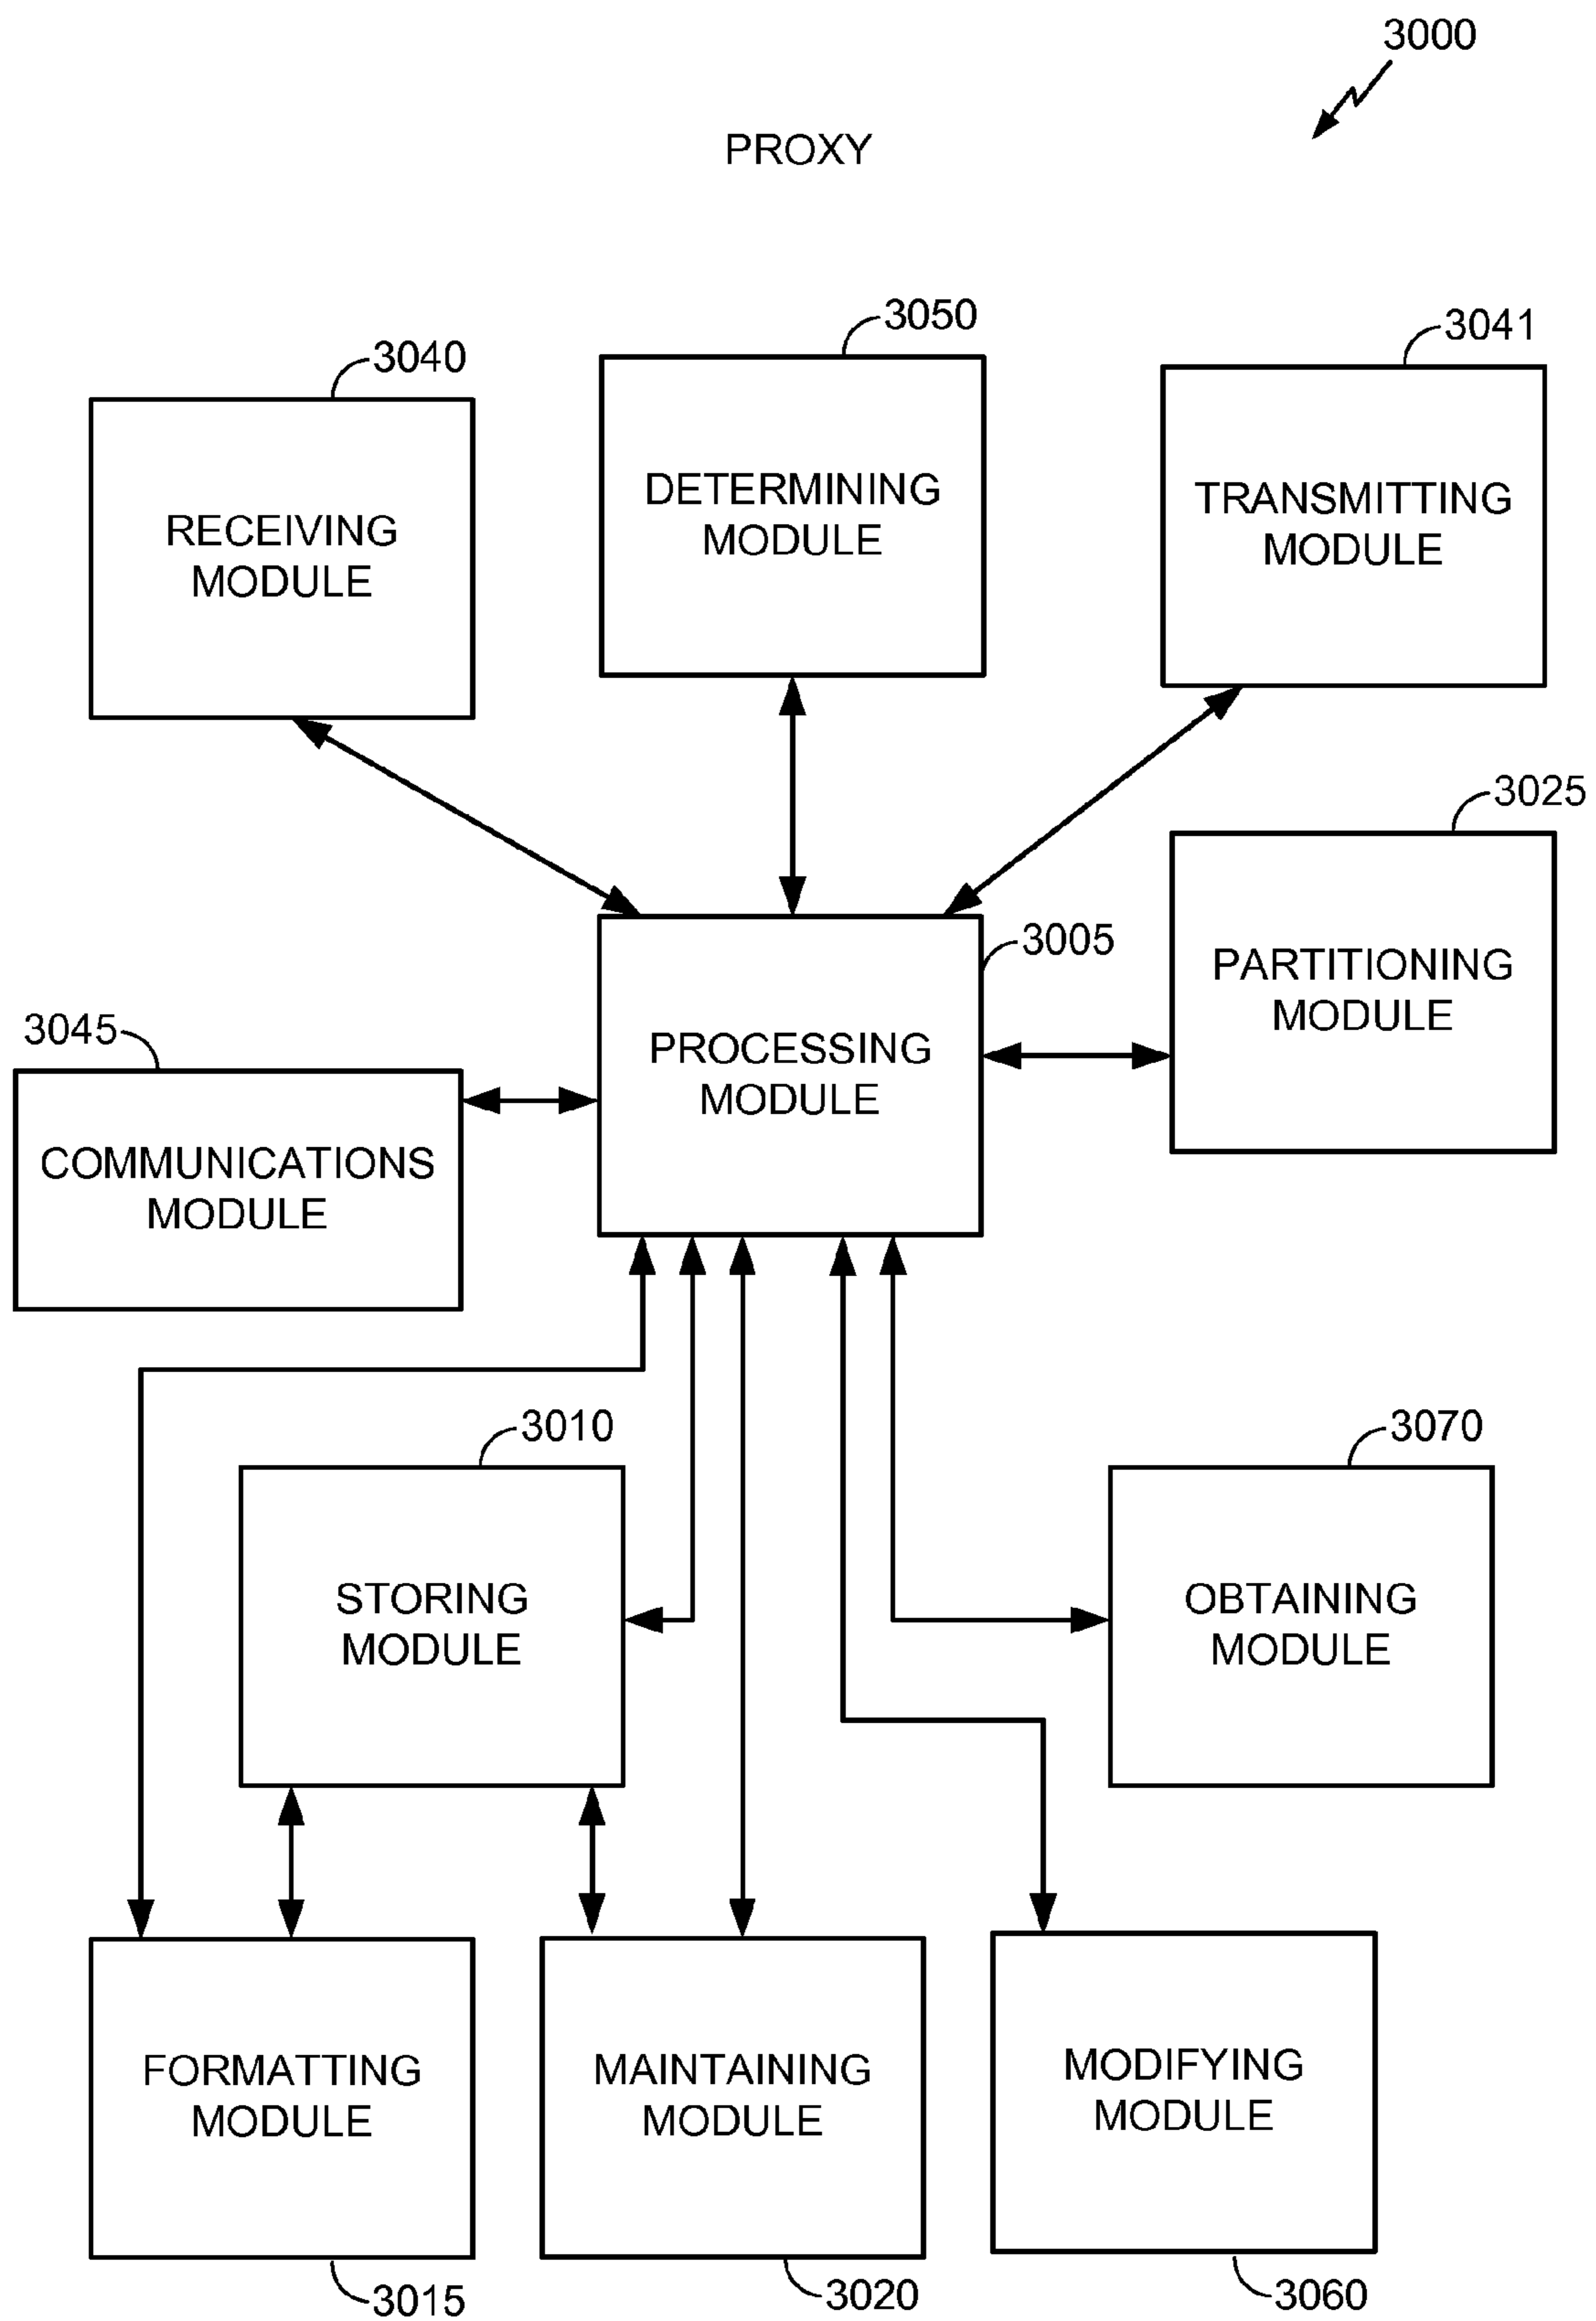 3000
PROXY
3050
3041
3040
DETERMINING
MODULE
TRANSMITTING
MODULE
RECEIVING
MODULE
3025
3005
PARTITIONING
MODULE
3045
PROCESSING
MODULE
COMMUNICATIONS
MODULE
3010
3070
STORING
MODULE
OBTAINING
MODULE
FORMATTING
MODULE
MAINTAINING
MODULE
MODIFYING
MODULE
3015
3020
3060